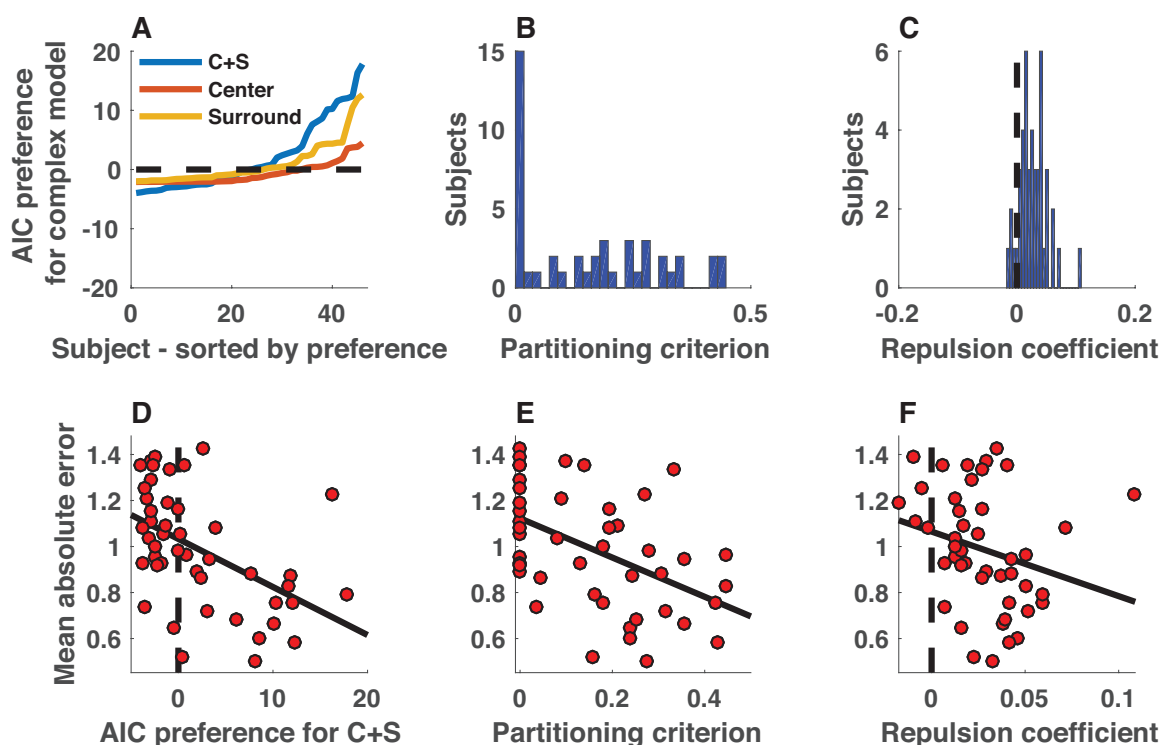 A
B
C
AIC preference
for complex model
20
10
0
-10
-20
C+S
Center
Surround
0
20
40
Subject - sorted by preference
Subjects
15
10
5
0
0
0.5
Partitioning criterion
Subjects
6
4
2
0
-0.2
0
0.2
Repulsion coefficient
D
E
F
Mean absolute error
1.4
1.2
1
0.8
0.6
0
10
20
AIC preference for C+S
1.4
1.2
1
0.8
0.6
0
0.2
0.4
Partitioning criterion
1.4
1.2
1
0.8
0.6
0
0.05
0.1
Repulsion coefficient